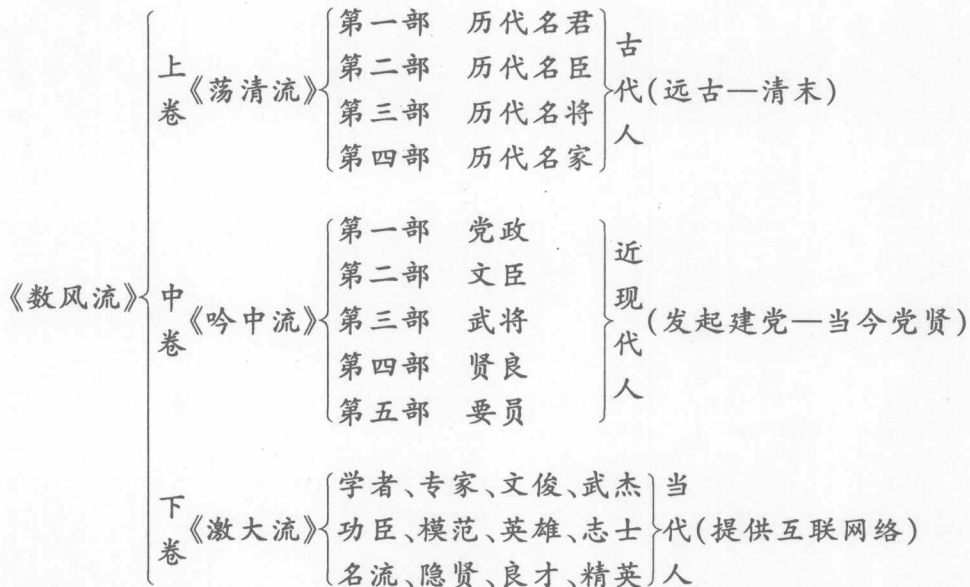 《数风流》
上卷《荡清流》
第一部 历代名君
第二部 历代名臣
第三部 历代名将
第四部 历代名家
古代人(远古—清末)
中卷《吟中流》
第一部 党政
第二部 文臣
第三部 武将
第四部 贤良
第五部 要员
近现代人(发起建党—当今党贤)
下卷《激大流》
学者、专家、文俊、武杰
功臣、模范、英雄、志士
名流、隐贤、良才、精英
当代人(提供互联网络)